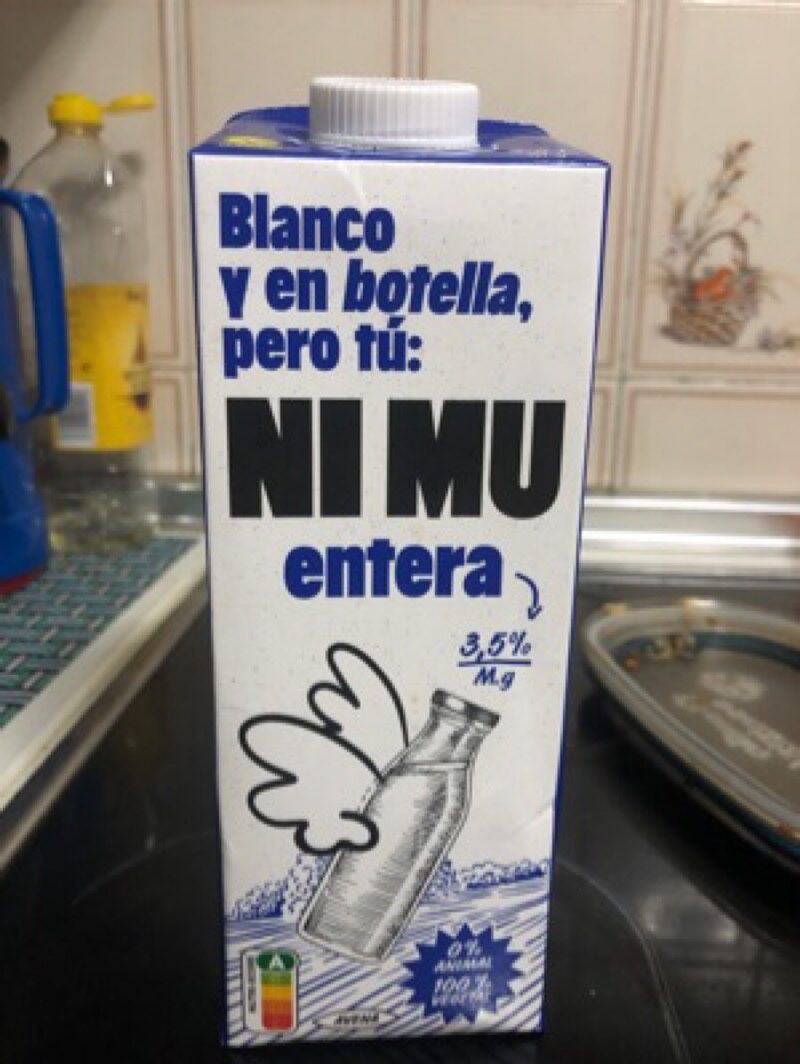 Blanco
y en botella,
pero tú:
NI MU
entera
3,5%
M.g
A
0%
ANIMAL
100%
VEGETAL
AVENA